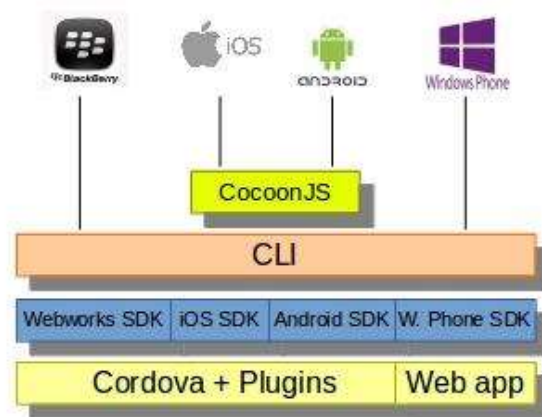 BlackBerry
iOS
ANDROID
Windows Phone
CocoonJS
CLI
Webworks SDK
iOS SDK
Android SDK
W. Phone SDK
Cordova + Plugins
Web app